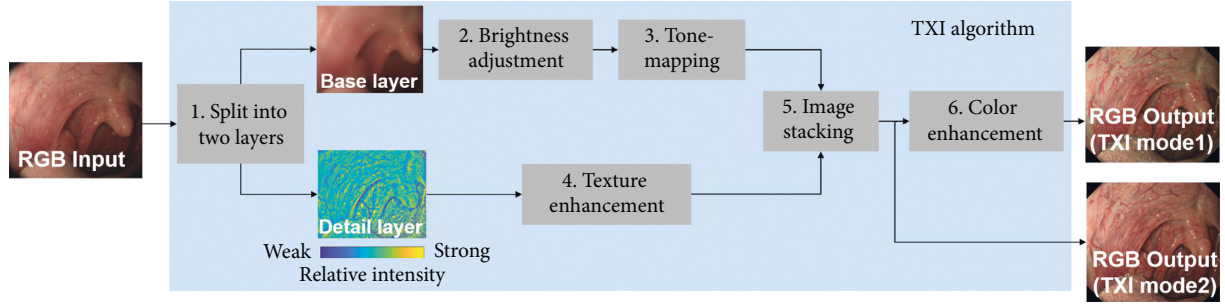 TXI algorithm
RGB Input
1. Split into
two layers
Base layer
2. Brightness
adjustment
3. Tone-
mapping
Detail layer
Weak
Strong
Relative intensity
4. Texture
enhancement
5. Image
stacking
6. Color
enhancement
RGB Output
(TXI mode1)
RGB Output
(TXI mode2)